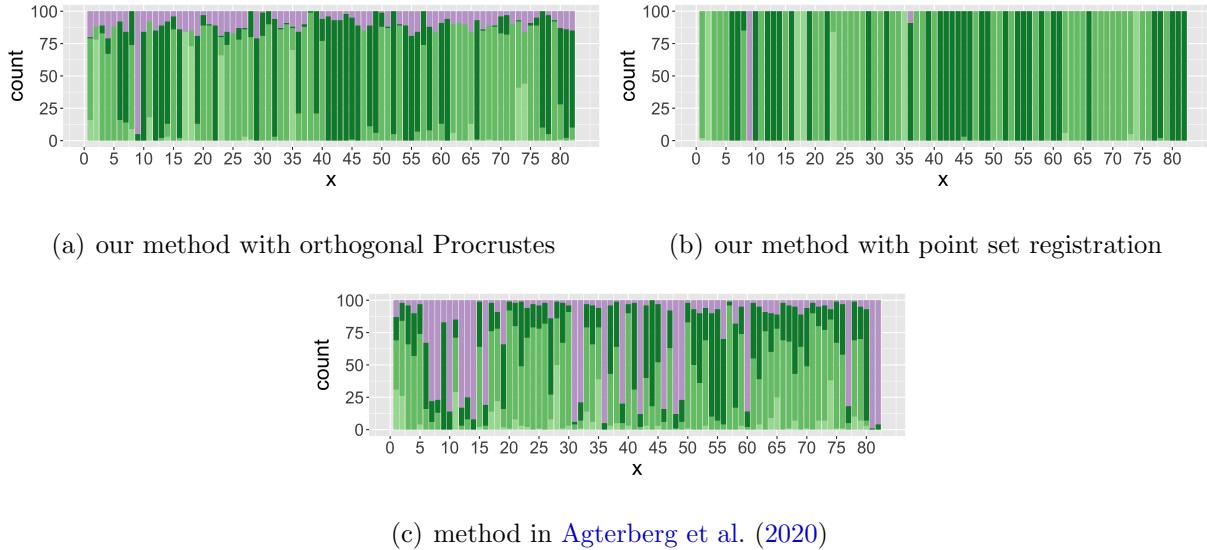 count
100
75
50
25
0
0 5 10 15 20 25 30 35 40 45 50 55 60 65 70 75 80
x
(a) our method with orthogonal Procrustes
count
100
75
50
25
0
0 5 10 15 20 25 30 35 40 45 50 55 60 65 70 75 80
x
(b) our method with point set registration
count
100
75
50
25
0
0 5 10 15 20 25 30 35 40 45 50 55 60 65 70 75 80
x
(c) method in Agterberg et al. (2020)